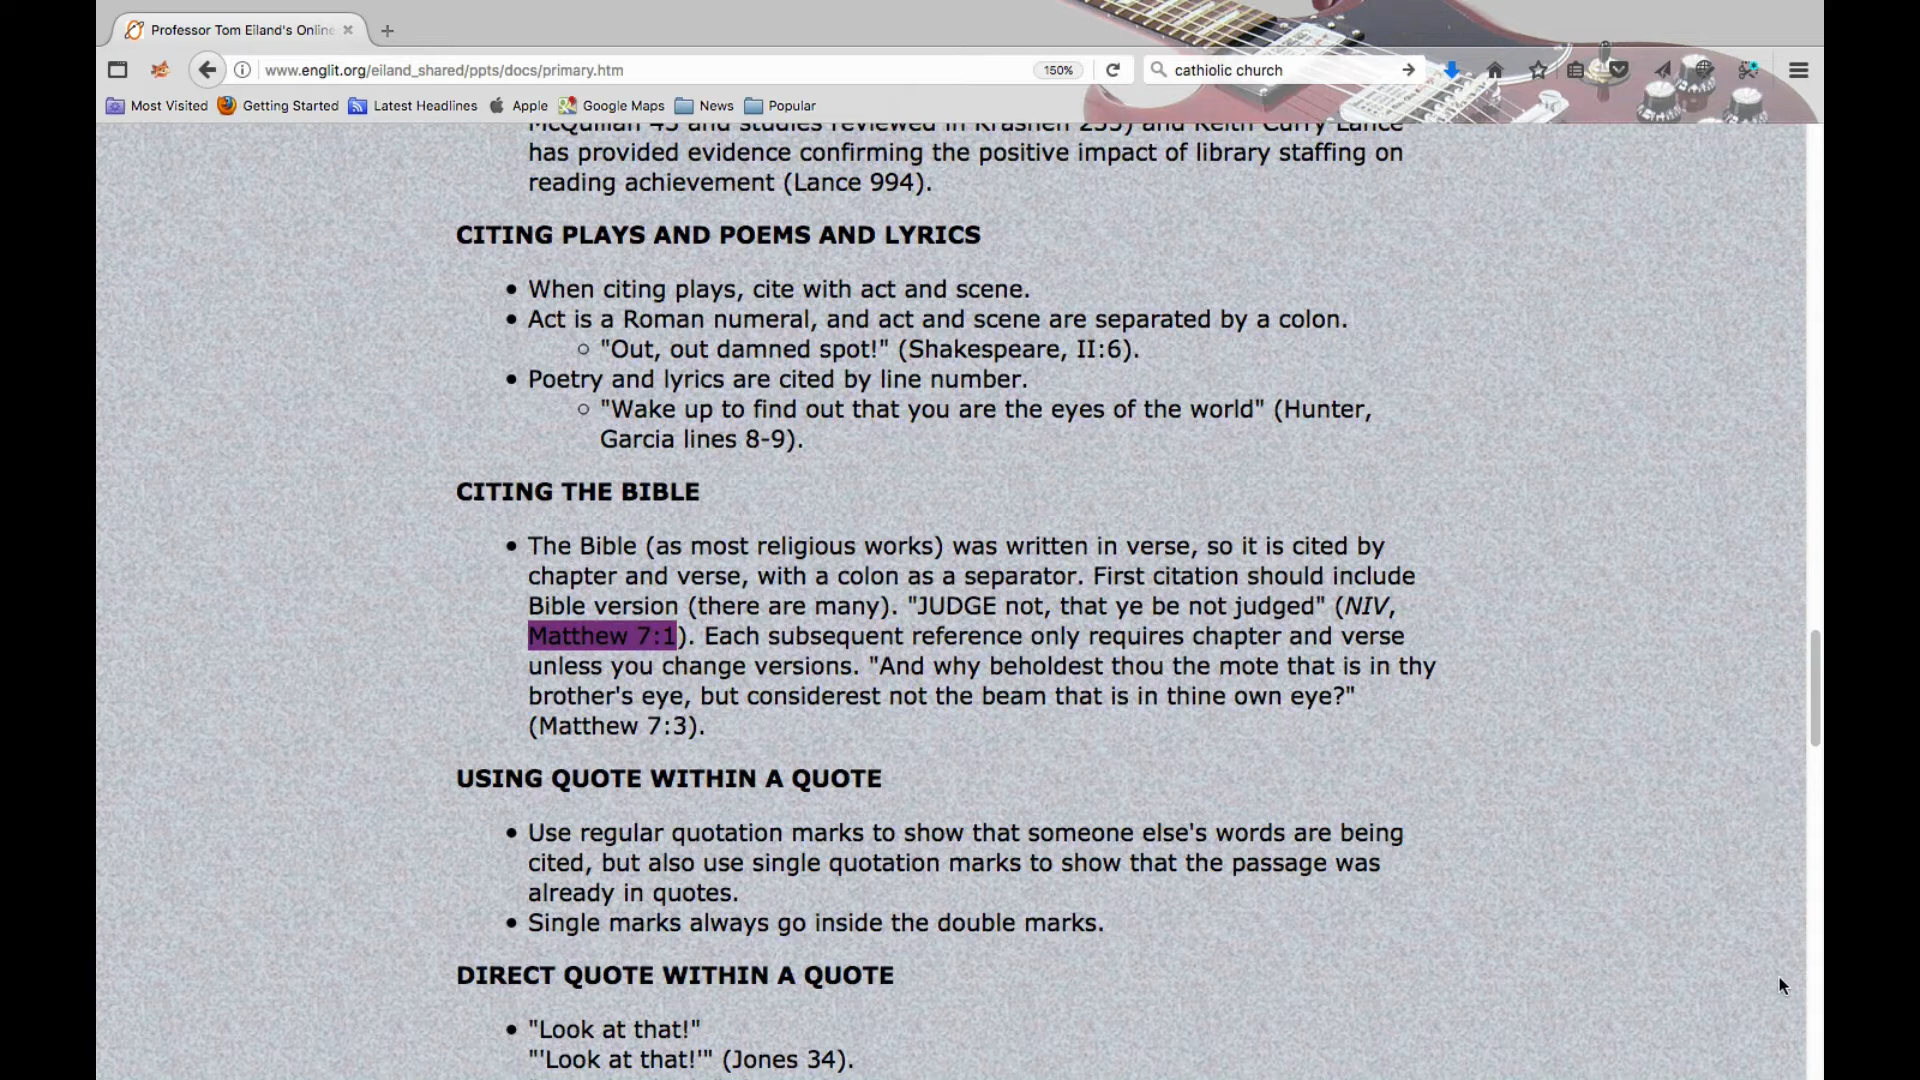 Professor Tom Eiland's Online
www.englit.org/eiland_shared/ppts/docs/primary.htm
150%
cathiolic church
Most Visited
Getting Started
Latest Headlines
Apple
Google Maps
News
Popular
McQuillan 45 and studies reviewed in Krashen 233) and Keith Curry Lance
has provided evidence confirming the positive impact of library staffing on
reading achievement (Lance 994).
CITING PLAYS AND POEMS AND LYRICS
• When citing plays, cite with act and scene.
• Act is a Roman numeral, and act and scene are separated by a colon.
○ "Out, out damned spot!" (Shakespeare, II:6).
• Poetry and lyrics are cited by line number.
○ "Wake up to find out that you are the eyes of the world" (Hunter,
Garcia lines 8-9).
CITING THE BIBLE
• The Bible (as most religious works) was written in verse, so it is cited by
chapter and verse, with a colon as a separator. First citation should include
Bible version (there are many). "JUDGE not, that ye be not judged" (NIV,
Matthew 7:1). Each subsequent reference only requires chapter and verse
unless you change versions. "And why beholdest thou the mote that is in thy
brother's eye, but considerest not the beam that is in thine own eye?"
(Matthew 7:3).
USING QUOTE WITHIN A QUOTE
• Use regular quotation marks to show that someone else's words are being
cited, but also use single quotation marks to show that the passage was
already in quotes.
• Single marks always go inside the double marks.
DIRECT QUOTE WITHIN A QUOTE
• "Look at that!"
"'Look at that!'" (Jones 34).